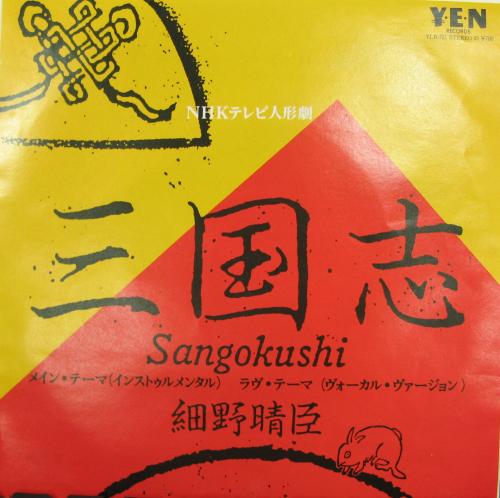 ¥・E・N
RECORDS
NHKテレビ人形劇
三国志
Sangokushi
メイン・テーマ(インストゥルメンタル) ラヴ・テーマ (ヴォーカル・ヴァージョン)
細野晴臣